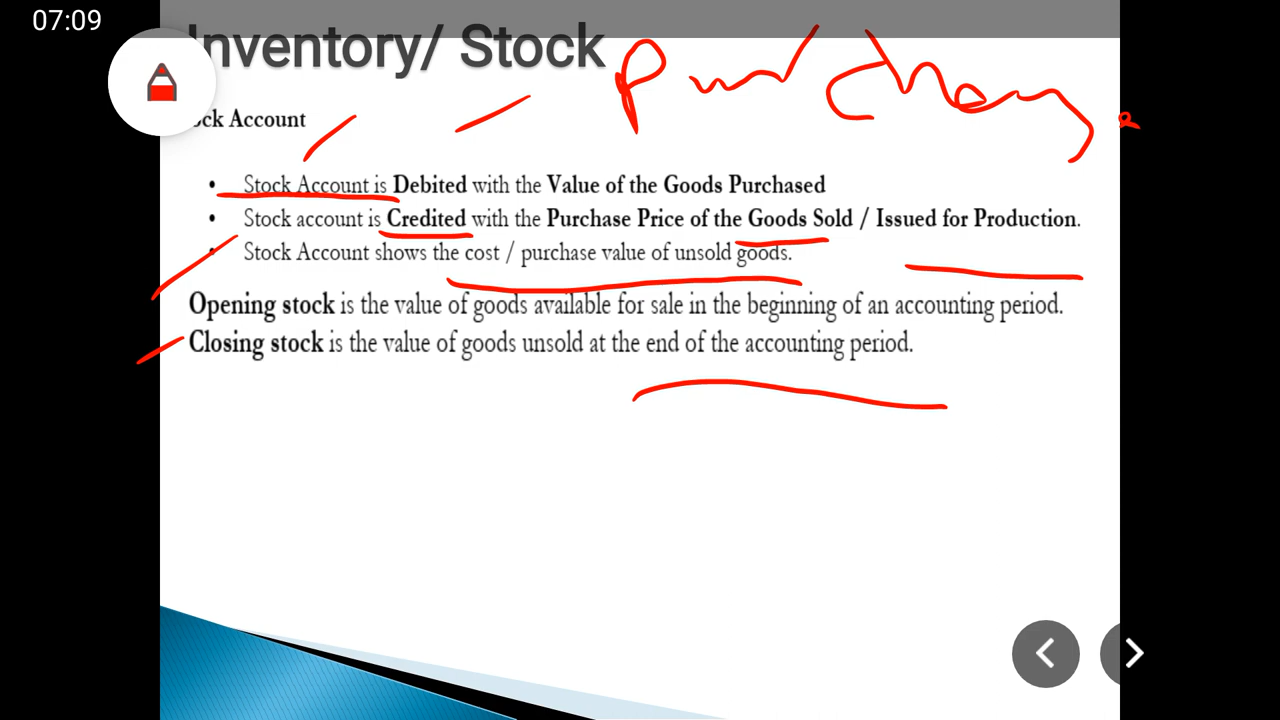 07:09
Inventory/ Stock
ock Account
• Stock Account is Debited with the Value of the Goods Purchased
• Stock account is Credited with the Purchase Price of the Goods Sold / Issued for Production.
• Stock Account shows the cost / purchase value of unsold goods.
Opening stock is the value of goods available for sale in the beginning of an accounting period.
Closing stock is the value of goods unsold at the end of the accounting period.